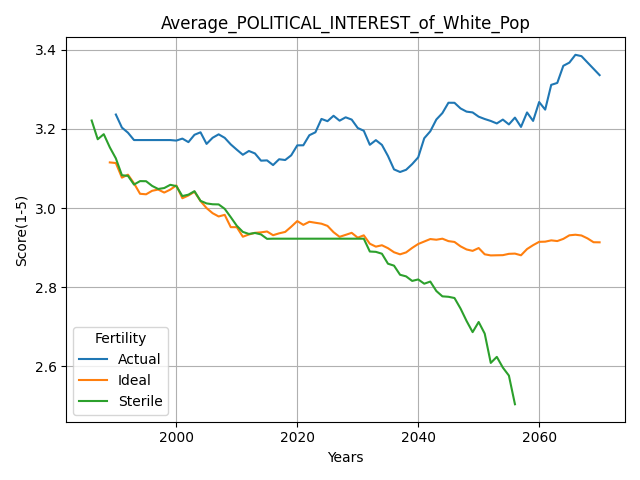 Average_POLITICAL_INTEREST_of_White_Pop
Score(1-5)
3.4
3.2
3.0
2.8
2.6
Fertility
Actual
Ideal
Sterile
2000 2020 2040 2060
Years